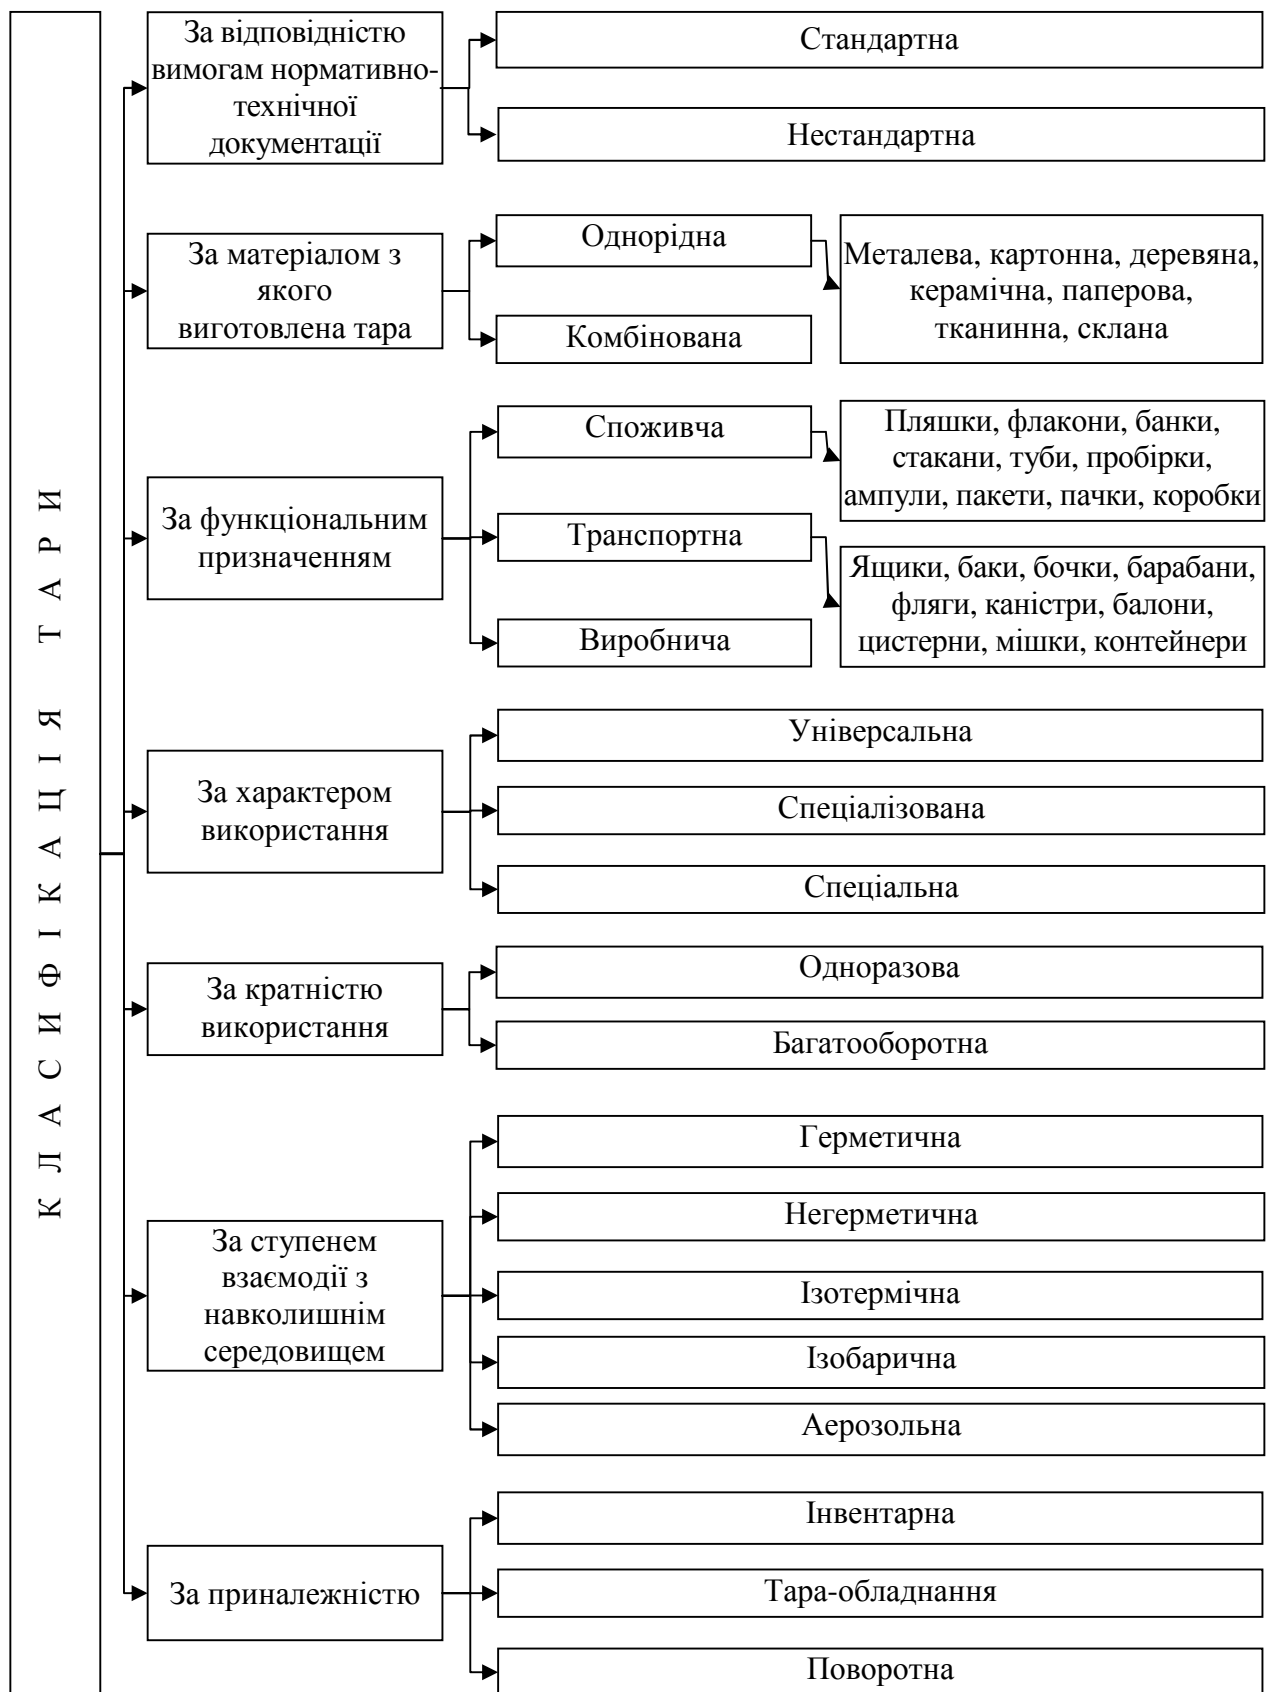 К Л А С И Ф І К А Ц І Я Т А Р И
За відповідністю
вимогам нормативно-
технічної
документації
Стандартна
Нестандартна
За матеріалом з
якого
виготовлена тара
Однорідна
Комбінована
Металева, картонна, деревяна,
керамічна, паперова,
тканинна, склана
За функціональним
призначенням
Споживча
Пляшки, флакони, банки,
стакани, туби, пробірки,
ампули, пакети, пачки, коробки
Транспортна
Ящики, баки, бочки, барабани,
фляги, каністри, балони,
цистерни, мішки, контейнери
Виробнича
За характером
використання
Універсальна
Спеціалізована
Спеціальна
За кратністю
використання
Одноразова
Багатооборотна
За ступенем
взаємодії з
навколишнім
середовищем
Герметична
Негерметична
Ізотермічна
Ізобарична
Аерозольна
За приналежністю
Інвентарна
Тара-обладнання
Поворотна